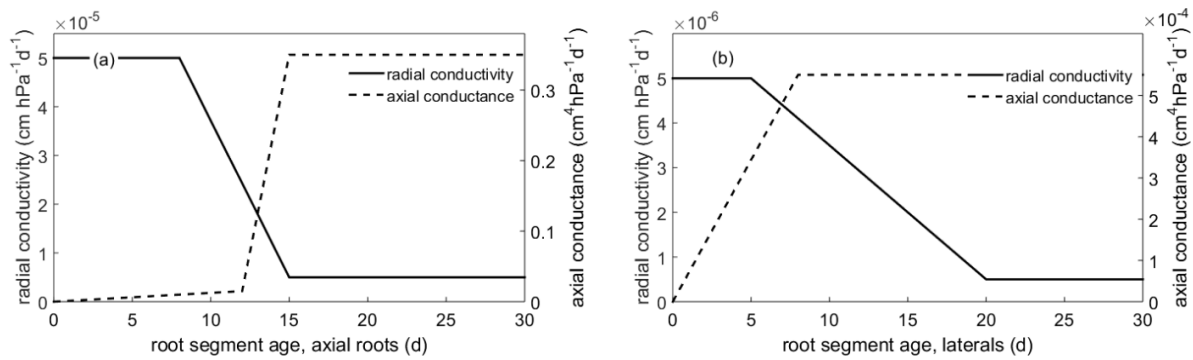 ×10⁻⁵
(a)
radial conductivity
axial conductance
radial conductivity (cm hPa⁻¹d⁻¹)
5
4
3
2
1
0
axial conductance (cm⁴hPa⁻¹d⁻¹)
0.3
0.2
0.1
0
0 5 10 15 20 25 30
root segment age, axial roots (d)
×10⁻⁶
×10⁻⁴
(b)
radial conductivity
axial conductance
radial conductivity (cm hPa⁻¹d⁻¹)
6
5
4
3
2
1
0
axial conductance (cm⁴hPa⁻¹d⁻¹)
5
4
3
2
1
0
0 5 10 15 20 25 30
root segment age, laterals (d)